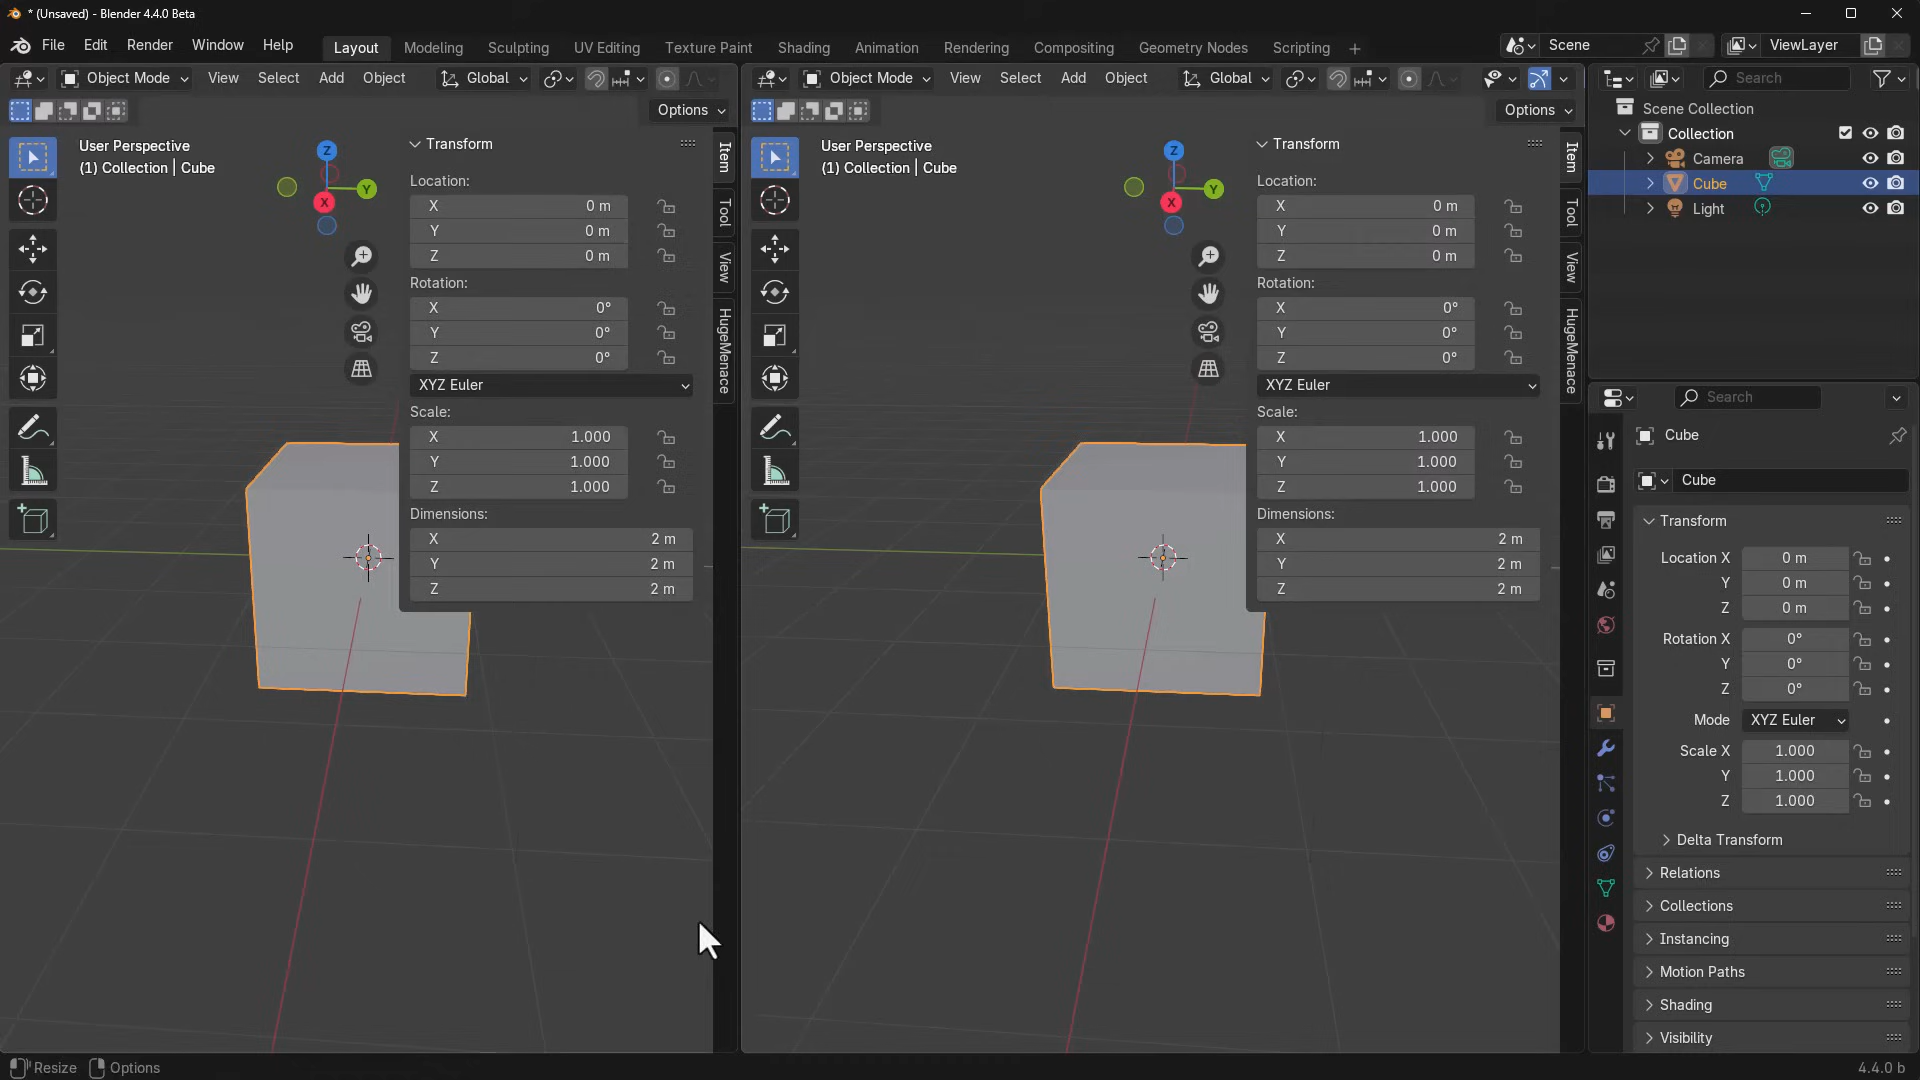 * (Unsaved) - Blender 4.4.0 Beta
File Edit Render Window Help
Layout Modeling Sculpting UV Editing Texture Paint Shading Animation Rendering Compositing Geometry Nodes Scripting +
Scene
ViewLayer
Object Mode View Select Add Object Global
Options
User Perspective
(1) Collection | Cube
Z
Y
X
Transform
Location:
X 0 m
Y 0 m
Z 0 m
Rotation:
X 0°
Y 0°
Z 0°
XYZ Euler
Scale:
X 1.000
Y 1.000
Z 1.000
Dimensions:
X 2 m
Y 2 m
Z 2 m
Item
Tool
View
HugeMenace
Object Mode View Select Add Object Global
Options
User Perspective
(1) Collection | Cube
Z
Y
X
Transform
Location:
X 0 m
Y 0 m
Z 0 m
Rotation:
X 0°
Y 0°
Z 0°
XYZ Euler
Scale:
X 1.000
Y 1.000
Z 1.000
Dimensions:
X 2 m
Y 2 m
Z 2 m
Item
Tool
View
HugeMenace
Search
Scene Collection
Collection
Camera
Cube
Light
Search
Cube
Cube
Transform
Location X 0 m
Y 0 m
Z 0 m
Rotation X 0°
Y 0°
Z 0°
Mode XYZ Euler
Scale X 1.000
Y 1.000
Z 1.000
Delta Transform
Relations
Collections
Instancing
Motion Paths
Shading
Visibility
Resize Options
4.4.0 b